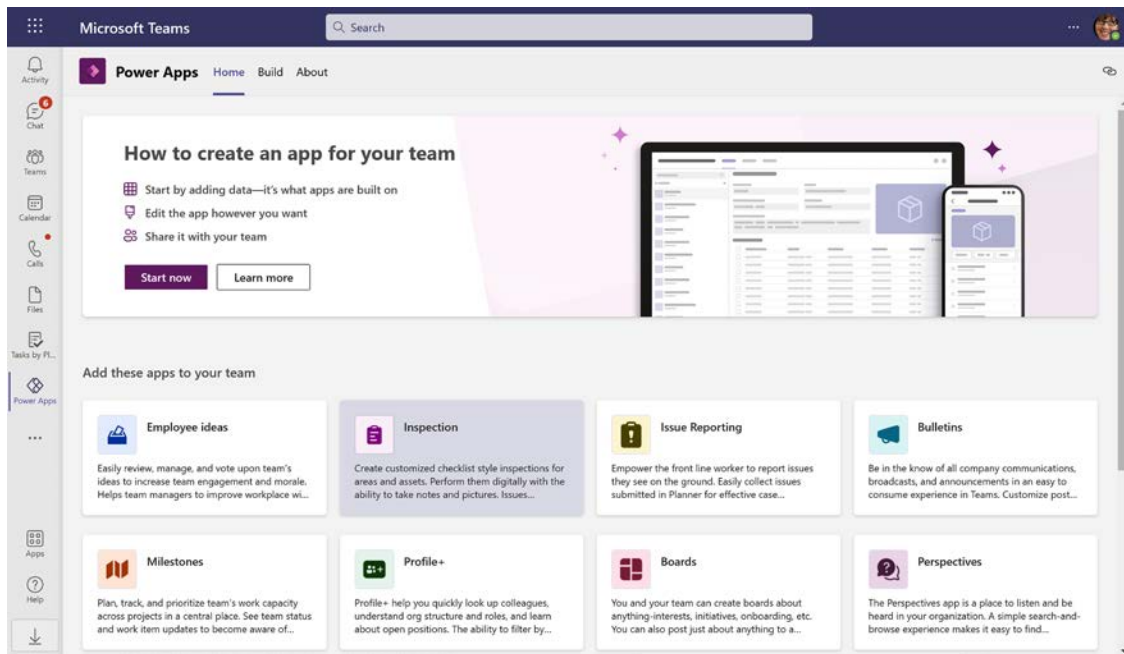 Microsoft Teams
Search
...
Activity
6
Chat
Teams
Calendar
Calls
Files
Tasks by Pl...
Power Apps
...
Apps
Help
Power Apps Home Build About
How to create an app for your team
Start by adding data—it's what apps are built on
Edit the app however you want
Share it with your team
Start now Learn more
Add these apps to your team
Employee ideas
Easily review, manage, and vote upon team's
ideas to increase team engagement and morale.
Helps team managers to improve workplace wi...
Inspection
Create customized checklist style inspections for
areas and assets. Perform them digitally with the
ability to take notes and pictures. Issues...
Issue Reporting
Empower the front line worker to report issues
they see on the ground. Easily collect issues
submitted in Planner for effective case...
Bulletins
Be in the know of all company communications,
broadcasts, and announcements in an easy to
consume experience in Teams. Customize post...
Milestones
Plan, track, and prioritize team's work capacity
across projects in a central place. See team status
and work item updates to become aware of...
Profile+
Profile+ help you quickly look up colleagues,
understand org structure and roles, and learn
about open positions. The ability to filter by...
Boards
You and your team can create boards about
anything-interests, initiatives, onboarding, etc.
You can also post just about anything to a...
Perspectives
The Perspectives app is a place to listen and be
heard in your organization. A simple search-and-
browse experience makes it easy to find...